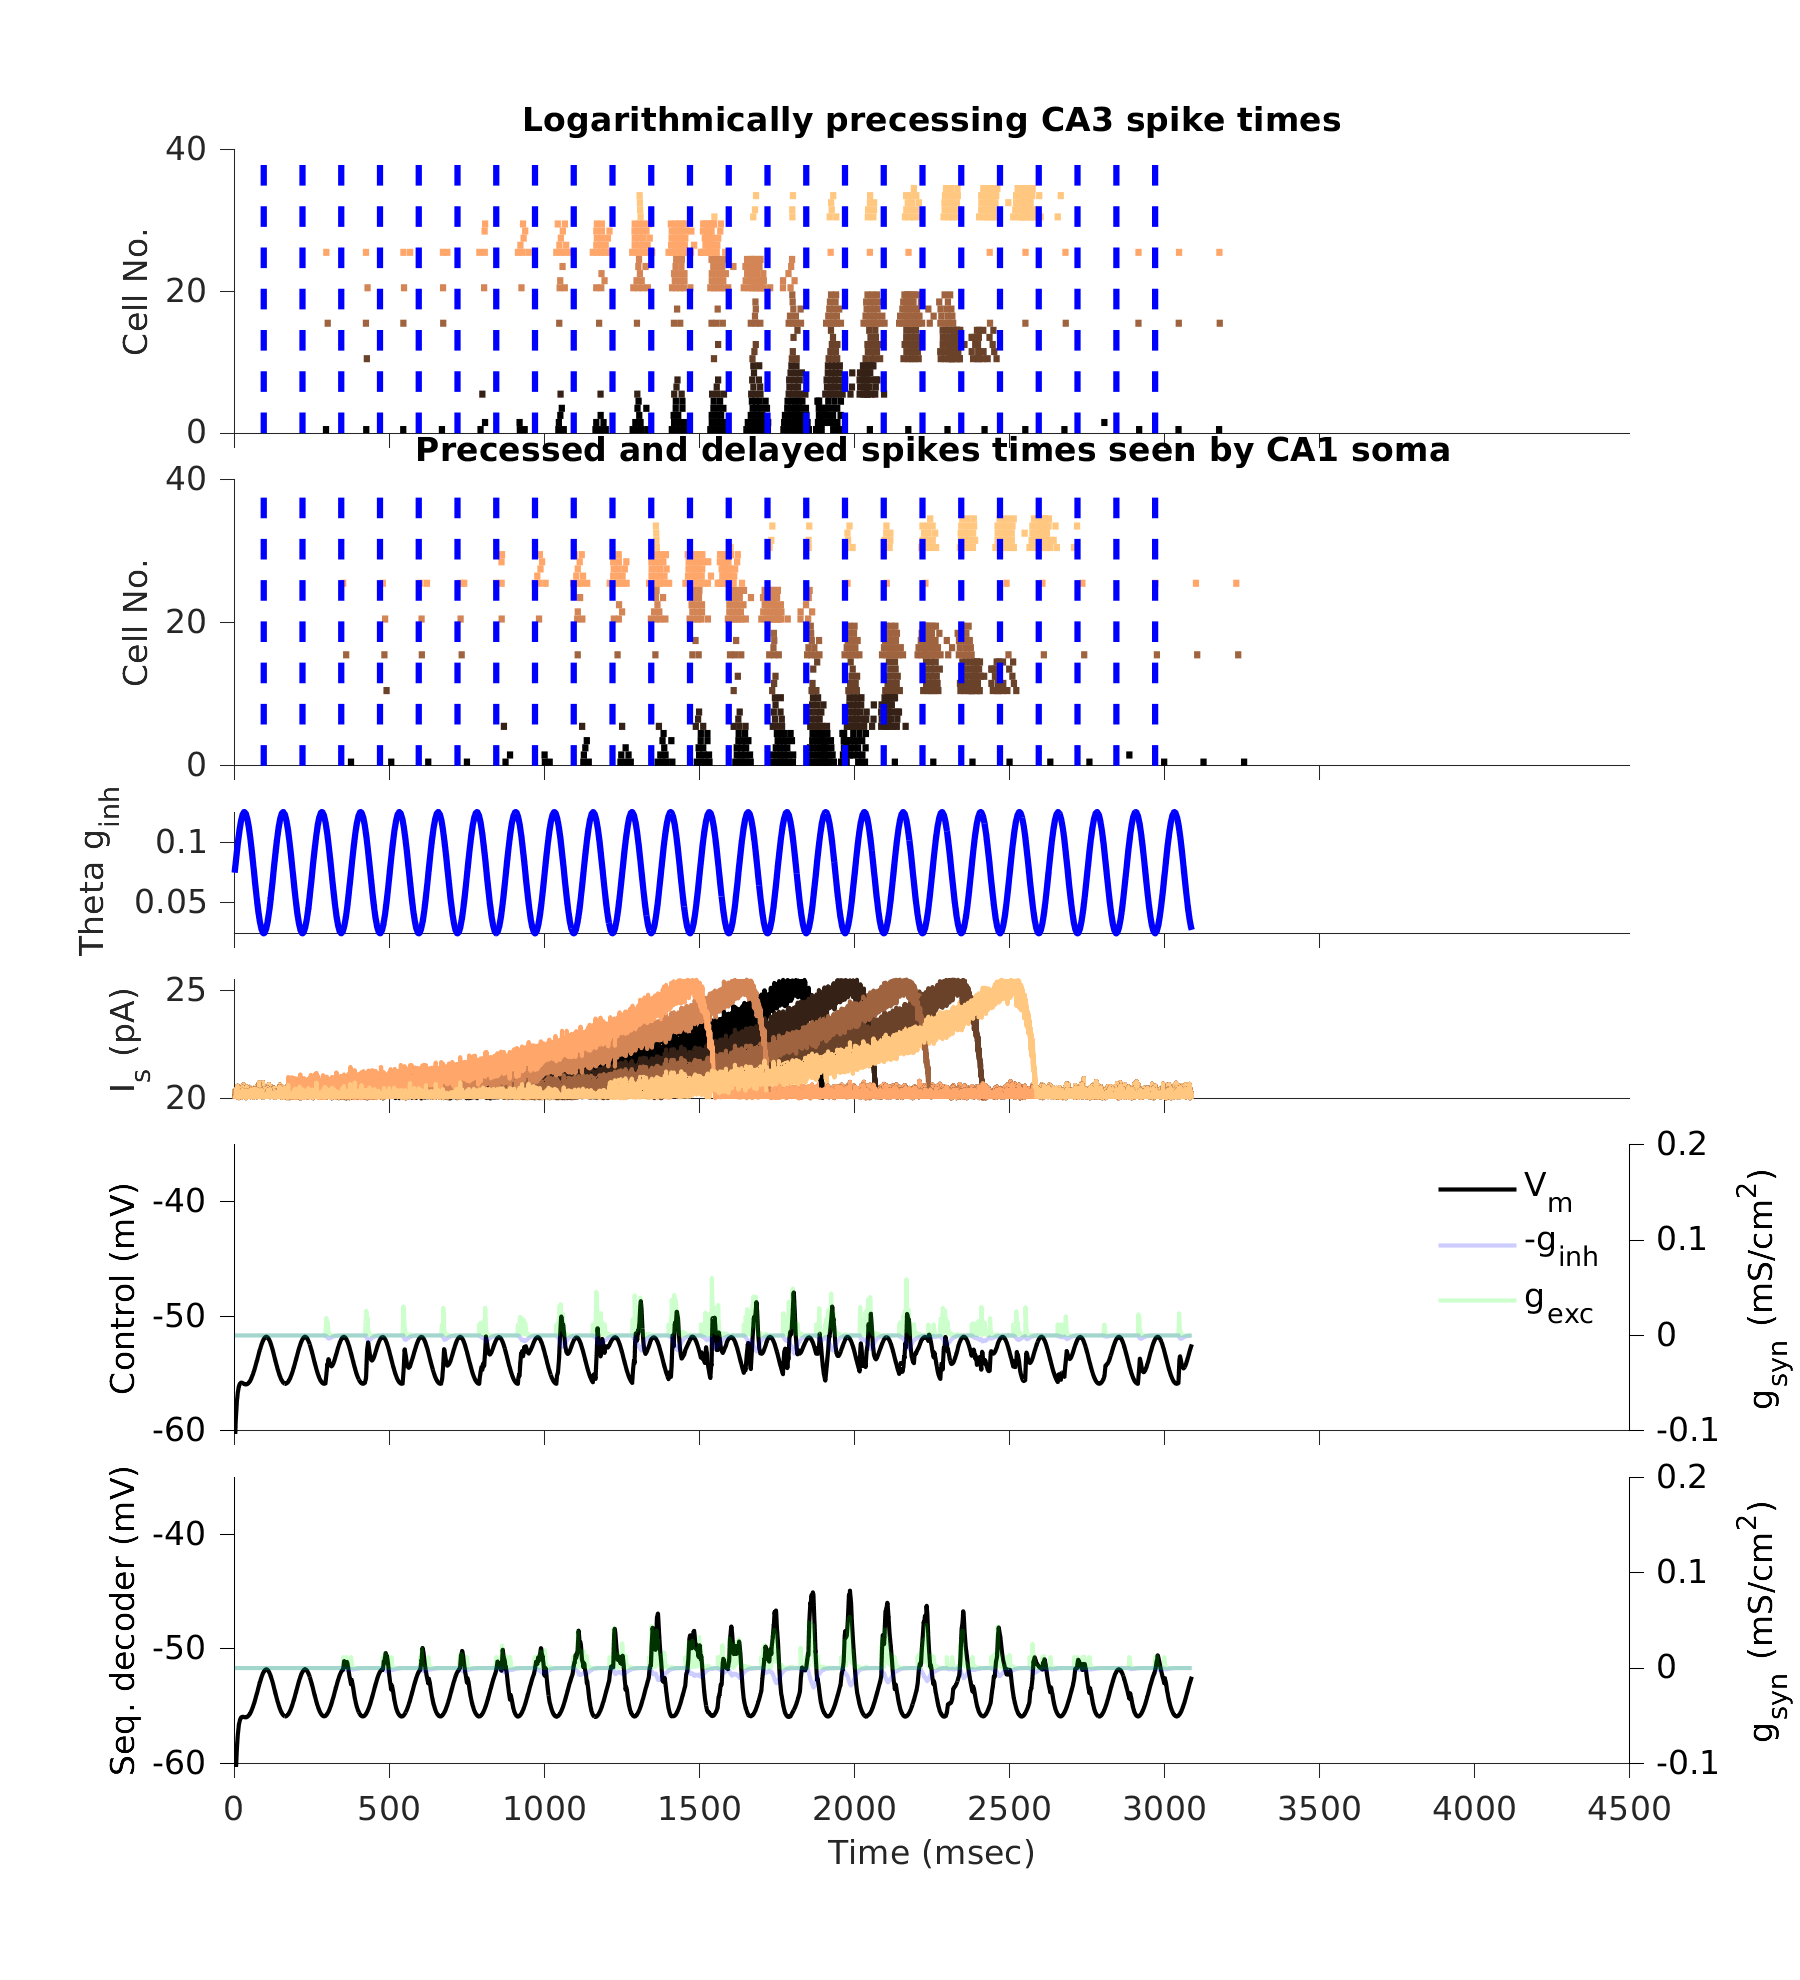 Logarithmically precessing CA3 spike times
40
20
0
Cell No.
Precessed and delayed spikes times seen by CA1 soma
40
20
0
Cell No.
0.1
0.05
Theta g_inh
25
20
I_s (pA)
-40
-50
-60
Control (mV)
V_m
-g_inh
g_exc
0.2
0.1
0
-0.1
g_syn (mS/cm^2)
-40
-50
-60
Seq. decoder (mV)
0.2
0.1
0
-0.1
g_syn (mS/cm^2)
0 500 1000 1500 2000 2500 3000 3500 4000 4500
Time (msec)